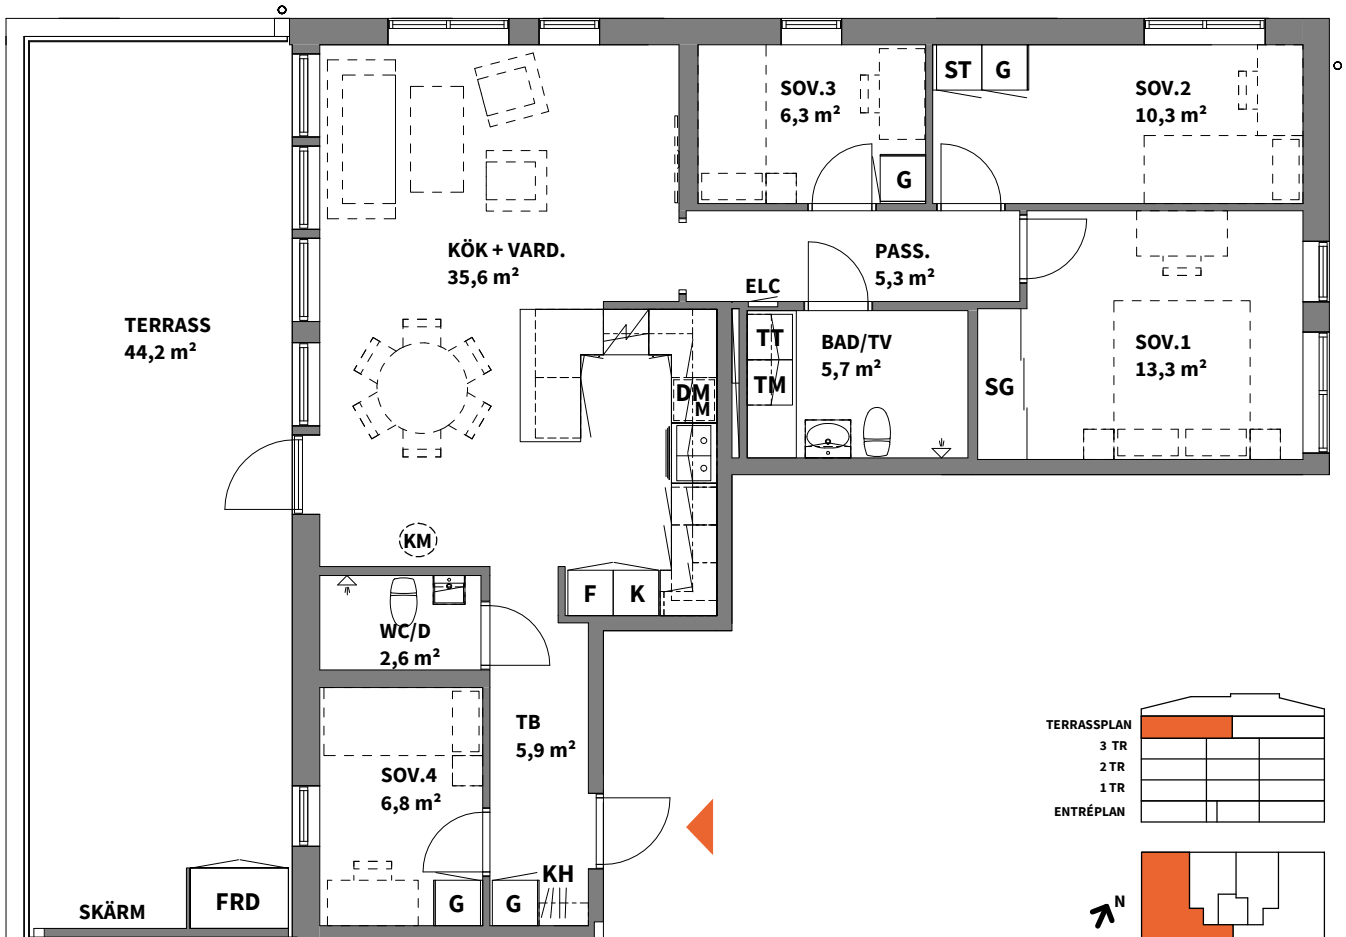 SOV.3
6,3 m²
ST
G
SOV.2
10,3 m²
G
KÖK + VARD.
35,6 m²
PASS.
5,3 m²
ELC
TERRASS
44,2 m²
TT
TM
BAD/TV
5,7 m²
SOV.1
13,3 m²
SG
DM
M
KM
F
K
WC/D
2,6 m²
TB
5,9 m²
SOV.4
6,8 m²
KH
G
G
FRD
SKÄRM
TERRASSPLAN
3 TR
2 TR
1 TR
ENTRÉPLAN
N